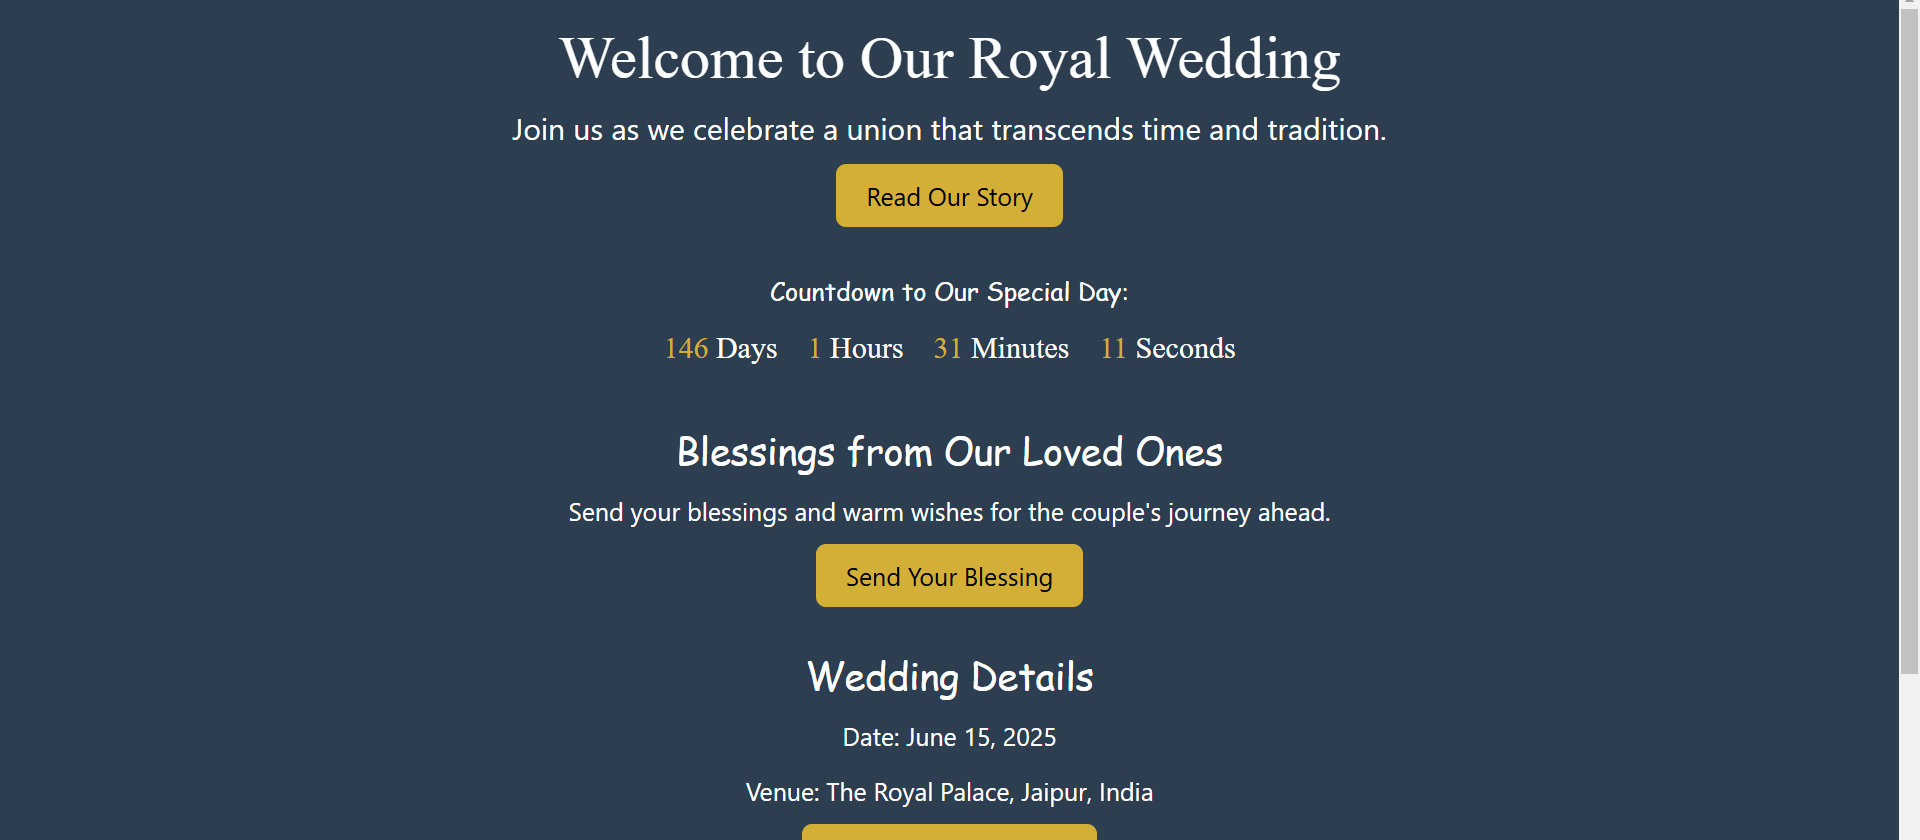 Welcome to Our Royal Wedding
Join us as we celebrate a union that transcends time and tradition.
Read Our Story
Countdown to Our Special Day:
146 Days 1 Hours 31 Minutes 11 Seconds
Blessings from Our Loved Ones
Send your blessings and warm wishes for the couple's journey ahead.
Send Your Blessing
Wedding Details
Date: June 15, 2025
Venue: The Royal Palace, Jaipur, India